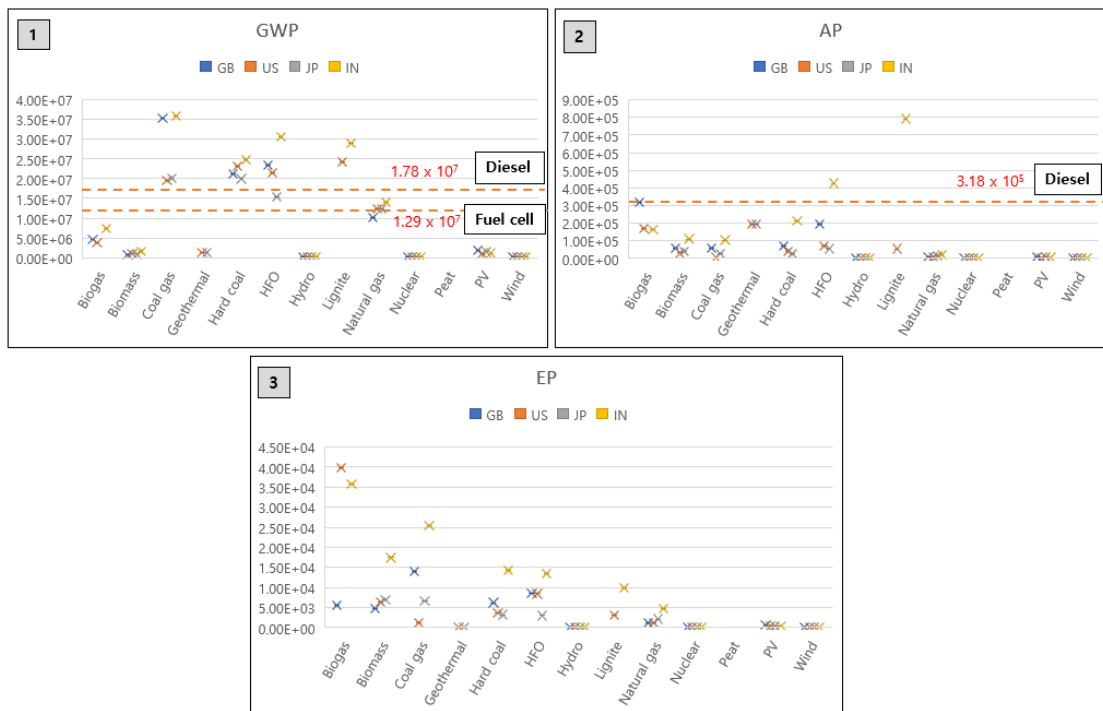 1
GWP
GB US JP IN
4.00E+07
3.50E+07
3.00E+07
2.50E+07
2.00E+07
1.50E+07
1.00E+07
5.00E+06
0.00E+00
1.78 x 10⁷
Diesel
1.29 x 10⁷
Fuel cell
Biogas
Biomass
Coal gas
Geothermal
Hard coal
HFO
Hydro
Lignite
Natural gas
Nuclear
Peat
PV
Wind
2
AP
GB US JP IN
9.00E+05
8.00E+05
7.00E+05
6.00E+05
5.00E+05
4.00E+05
3.00E+05
2.00E+05
1.00E+05
0.00E+00
3.18 x 10⁵
Diesel
Biogas
Biomass
Coal gas
Geothermal
Hard coal
HFO
Hydro
Lignite
Natural gas
Nuclear
Peat
PV
Wind
3
EP
GB US JP IN
4.50E+04
4.00E+04
3.50E+04
3.00E+04
2.50E+04
2.00E+04
1.50E+04
1.00E+04
5.00E+03
0.00E+00
Biogas
Biomass
Coal gas
Geothermal
Hard coal
HFO
Hydro
Lignite
Natural gas
Nuclear
Peat
PV
Wind